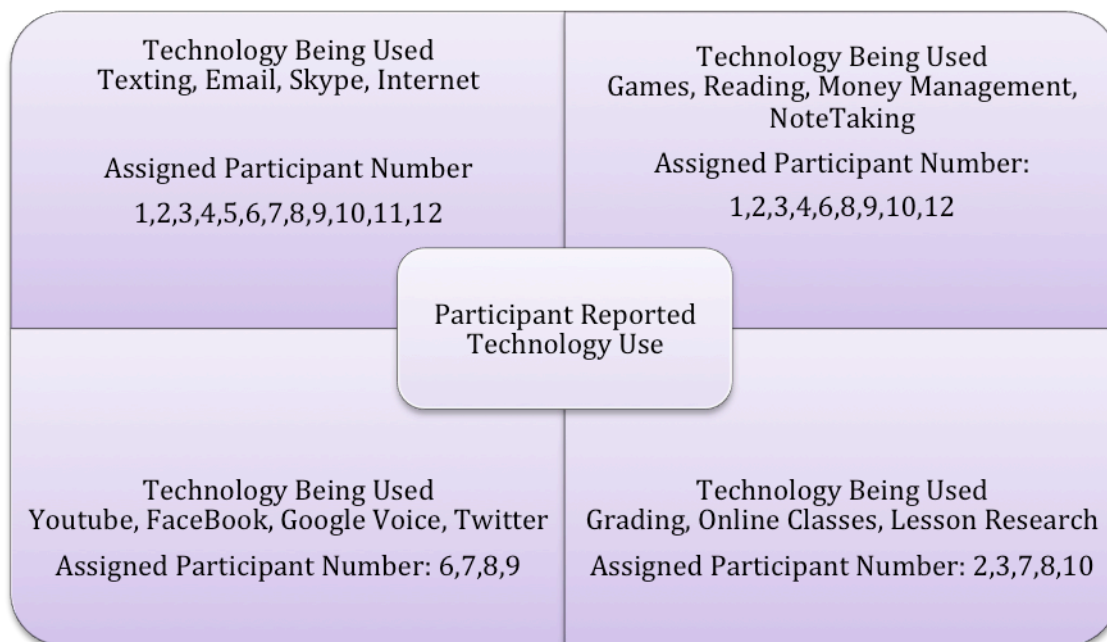 Technology Being Used
Texting, Email, Skype, Internet
Assigned Participant Number
1,2,3,4,5,6,7,8,9,10,11,12
Technology Being Used
Games, Reading, Money Management,
NoteTaking
Assigned Participant Number:
1,2,3,4,6,8,9,10,12
Participant Reported
Technology Use
Technology Being Used
Youtube, FaceBook, Google Voice, Twitter
Assigned Participant Number: 6,7,8,9
Technology Being Used
Grading, Online Classes, Lesson Research
Assigned Participant Number: 2,3,7,8,10